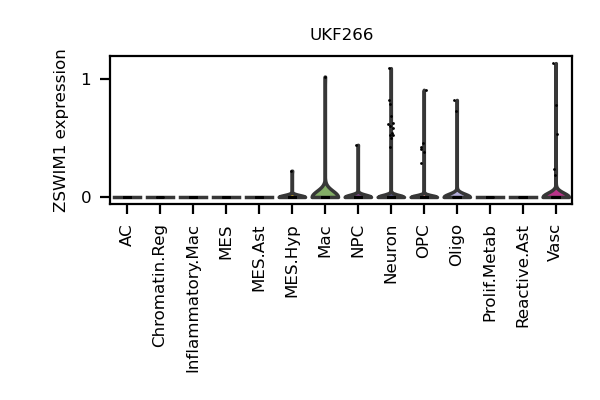 UKF266
ZSWIM1 expression
1
0
AC
Chromatin.Reg
Inflammatory.Mac
MES
MES.Ast
MES.Hyp
Mac
NPC
Neuron
OPC
Oligo
Prolif.Metab
Reactive.Ast
Vasc